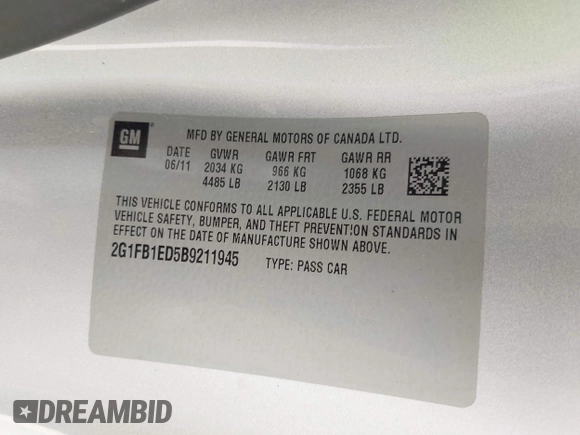 GM
MFD BY GENERAL MOTORS OF CANADA LTD.
DATE GVWR GAWR FRT GAWR RR
06/11 2034 KG 966 KG 1068 KG
4485 LB 2130 LB 2355 LB
THIS VEHICLE CONFORMS TO ALL APPLICABLE U.S. FEDERAL MOTOR
VEHICLE SAFETY, BUMPER, AND THEFT PREVENTION STANDARDS IN
EFFECT ON THE DATE OF MANUFACTURE SHOWN ABOVE.
2G1FB1ED5B9211945 TYPE: PASS CAR
DREAMBID